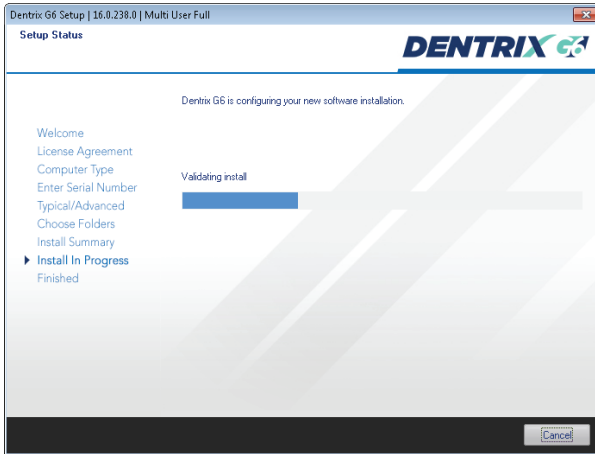 Dentrix G6 Setup | 16.0.238.0 | Multi User Full
Setup Status
DENTRIX G6
Dentrix G6 is configuring your new software installation.
Welcome
License Agreement
Computer Type
Validating install
Enter Serial Number
Typical/Advanced
Choose Folders
Install Summary
Install In Progress
Finished
Cancel